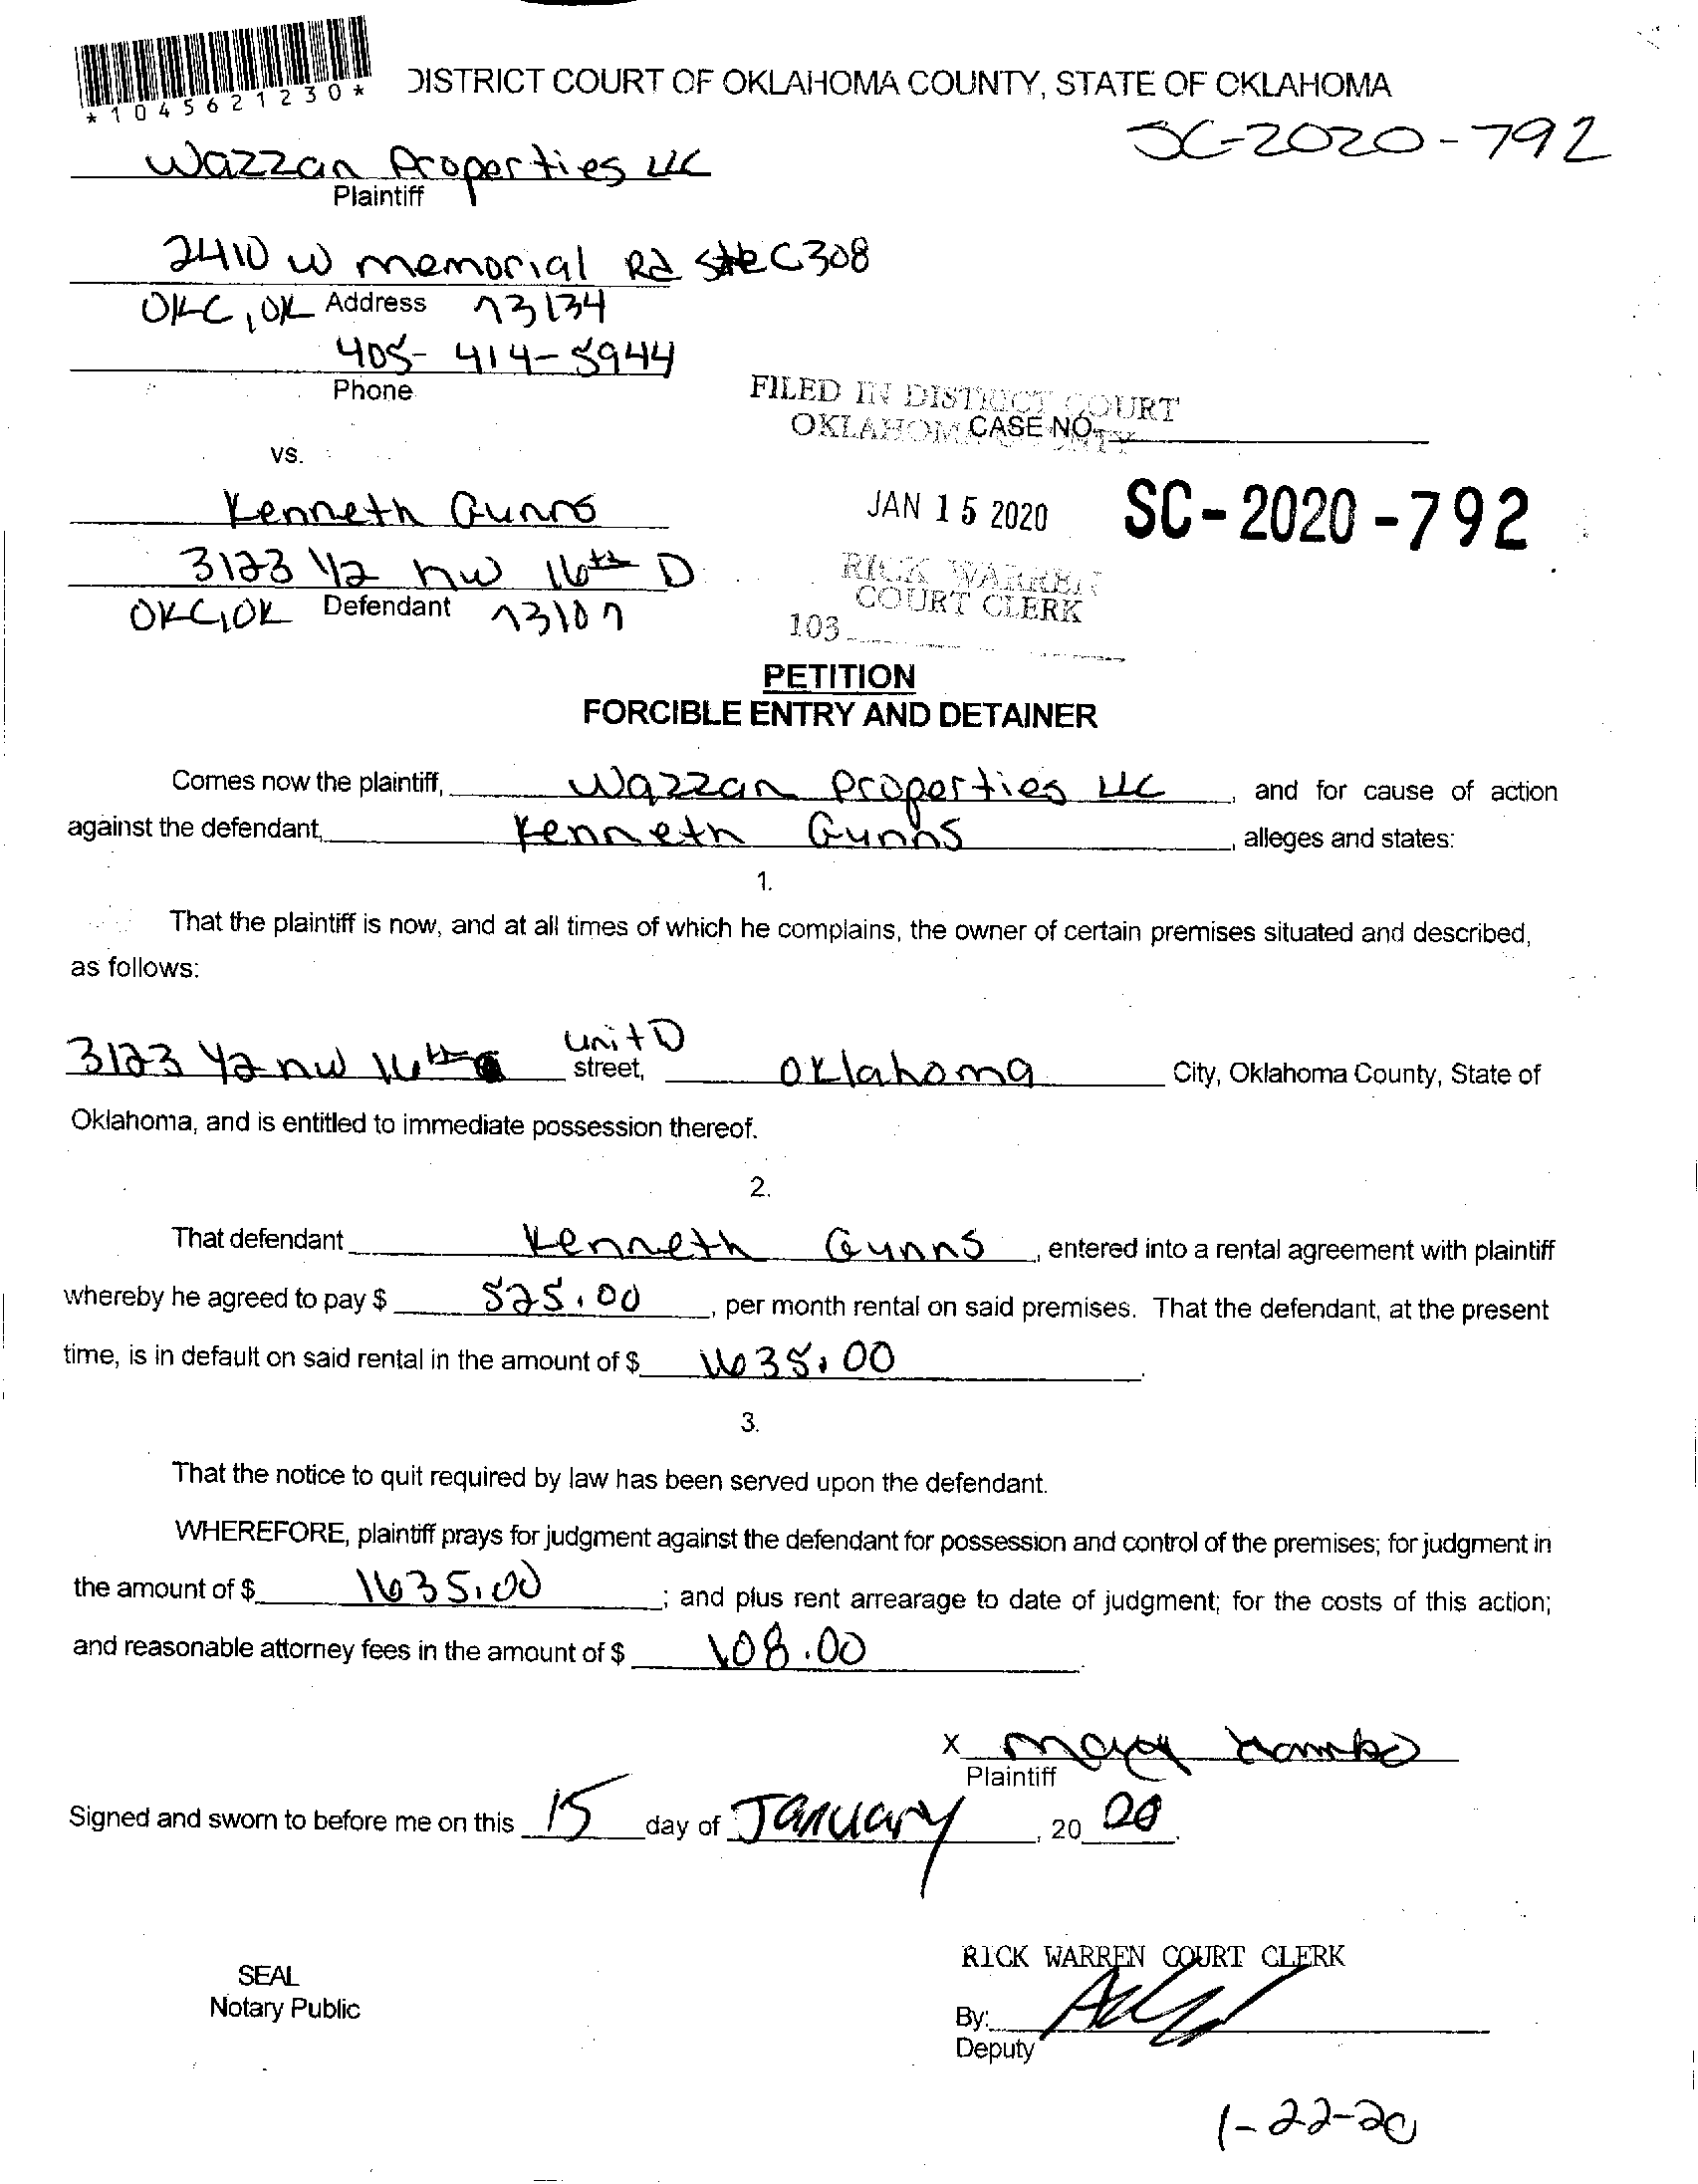 *1045621230*
DISTRICT COURT OF OKLAHOMA COUNTY, STATE OF OKLAHOMA
SC-2020-792
Wazzan Properties LLC
Plaintiff
2410 W memorial Rd Ste C308
OKC, OK Address 73134
405-414-5944
Phone
FILED IN DISTRICT COURT
OKLAHOMA COUNTY
CASE NO.
vs.
Kenneth Gunns
JAN 15 2020
SC-2020-792
3123 1/2 nw 16th D
RICK WARREN
COURT CLERK
OKC, OK Defendant 73107
103
PETITION
FORCIBLE ENTRY AND DETAINER
Comes now the plaintiff, Wazzan Properties LLC, and for cause of action
against the defendant, Kenneth Gunns, alleges and states:
1.
That the plaintiff is now, and at all times of which he complains, the owner of certain premises situated and described,
as follows:
3123 1/2 nw 16th unit D street, Oklahoma City, Oklahoma County, State of
Oklahoma, and is entitled to immediate possession thereof.
2.
That defendant Kenneth Gunns, entered into a rental agreement with plaintiff
whereby he agreed to pay $ 525.00, per month rental on said premises. That the defendant, at the present
time, is in default on said rental in the amount of $ 1635.00.
3.
That the notice to quit required by law has been served upon the defendant.
WHEREFORE, plaintiff prays for judgment against the defendant for possession and control of the premises; for judgment in
the amount of $ 1635.00; and plus rent arrearage to date of judgment; for the costs of this action;
and reasonable attorney fees in the amount of $ 108.00.
X
Plaintiff
Signed and sworn to before me on this 15 day of January, 20 20.
RICK WARREN COURT CLERK
SEAL
Notary Public
By:
Deputy
1-22-20